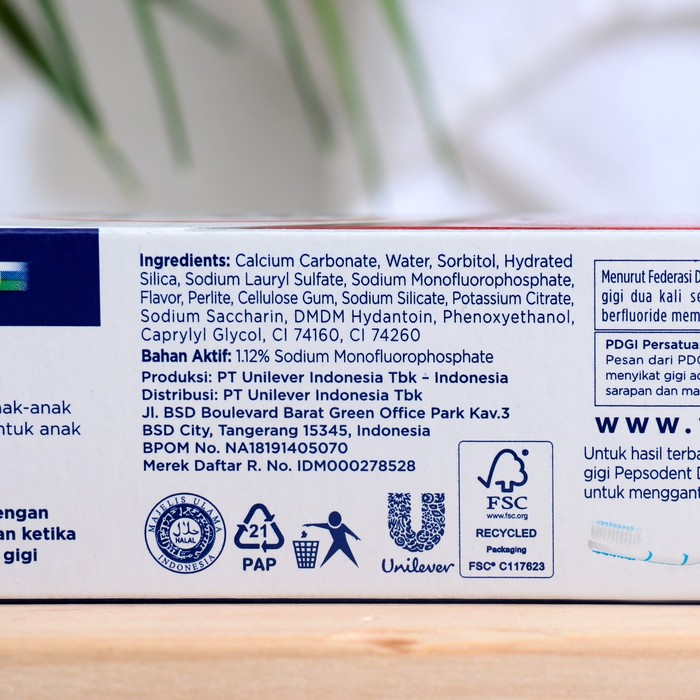 Ingredients: Calcium Carbonate, Water, Sorbitol, Hydrated
Silica, Sodium Lauryl Sulfate, Sodium Monofluorophosphate,
Flavor, Perlite, Cellulose Gum, Sodium Silicate, Potassium Citrate,
Sodium Saccharin, DMDM Hydantoin, Phenoxyethanol,
Caprylyl Glycol, CI 74160, CI 74260
Bahan Aktif: 1.12% Sodium Monofluorophosphate
Produksi: PT Unilever Indonesia Tbk – Indonesia
Distribusi: PT Unilever Indonesia Tbk
Jl. BSD Boulevard Barat Green Office Park Kav.3
BSD City, Tangerang 15345, Indonesia
BPOM No. NA18191405070
Merek Daftar R. No. IDM000278528
MAJELIS ULAMA
حلال
HALAL
INDONESIA
21
PAP
Unilever
FSC
www.fsc.org
RECYCLED
Packaging
FSC® C117623
ak-anak
ntuk anak
engan
an ketika
gigi
Menurut Federasi D
gigi dua kali se
berfluoride mem
PDGI Persatua
Pesan dari PDG
menyikat gigi ad
sarapan dan ma
www.
Untuk hasil terba
gigi Pepsodent D
untuk menggant